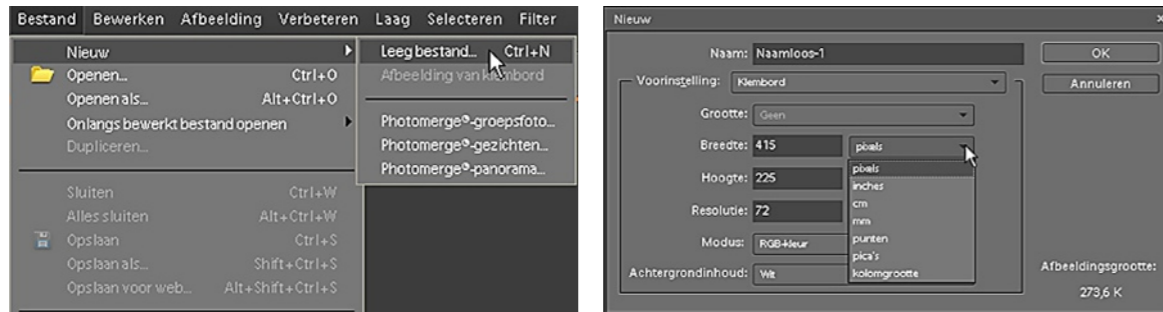 Bestand Bewerken Afbeelding Verbeteren Laag Selecteren Filter
Nieuw
Openen... Ctrl+O
Openen als... Alt+Ctrl+O
Onlangs bewerkt bestand openen
Dupliceren...
Sluiten Ctrl+W
Alles sluiten Alt+Ctrl+W
Opslaan Ctrl+S
Opslaan als... Shift+Ctrl+S
Opslaan voor web... Alt+Shift+Ctrl+S
Leeg bestand... Ctrl+N
Afbeelding van klembord
Photomerge®-groepsfoto...
Photomerge®-gezichten...
Photomerge®-panorama...
Nieuw x
Naam: Naamloos-1
OK
Voorinstelling: Klembord
Annuleren
Grootte: Geen
Breedte: 415 pixels
pixels
Hoogte: 225
inches
cm
Resolutie: 72
mm
punten
Modus: RGB-kleur
pica's
Achtergrondinhoud: Wit
kolomgrootte
Afbeeldingsgrootte:
273,6 K